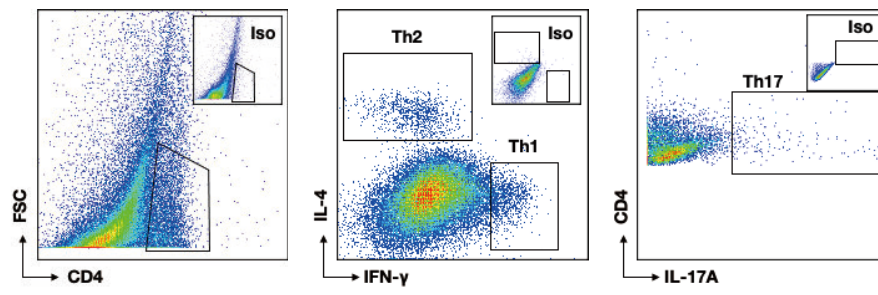 Iso
FSC
CD4
Th2
Iso
Th1
IL-4
IFN-γ
Iso
Th17
CD4
IL-17A